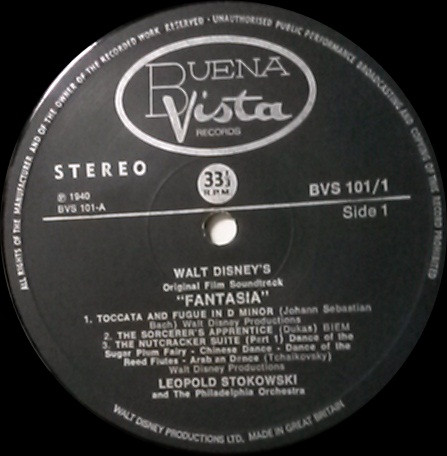 ALL RIGHTS OF THE MANUFACTURER AND OF THE OWNER OF THE RECORDED WORK RESERVED - UNAUTHORISED PUBLIC PERFORMANCE BROADCASTING AND COPYING OF THE RECORD PROHIBITED
BUENA
Vista
RECORDS
STEREO
33⅓
RPM
℗ 1940
BVS 101-A
BVS 101/1
Side 1
WALT DISNEY'S
Original Film Soundtrack
"FANTASIA"
1. TOCCATA AND FUGUE IN D MINOR (Johann Sebastian
Bach) Walt Disney Productions
2. THE SORCERER'S APPRENTICE (Dukas) BIEM
3. THE NUTCRACKER SUITE (Part 1) Dance of the
Sugar Plum Fairy - Chinese Dance - Dance of the
Reed Flutes - Arab an Dence (Tchaikovsky)
Walt Disney Productions
LEOPOLD STOKOWSKI
and The Philadelphia Orchestra
WALT DISNEY PRODUCTIONS LTD, MADE IN GREAT BRITAIN